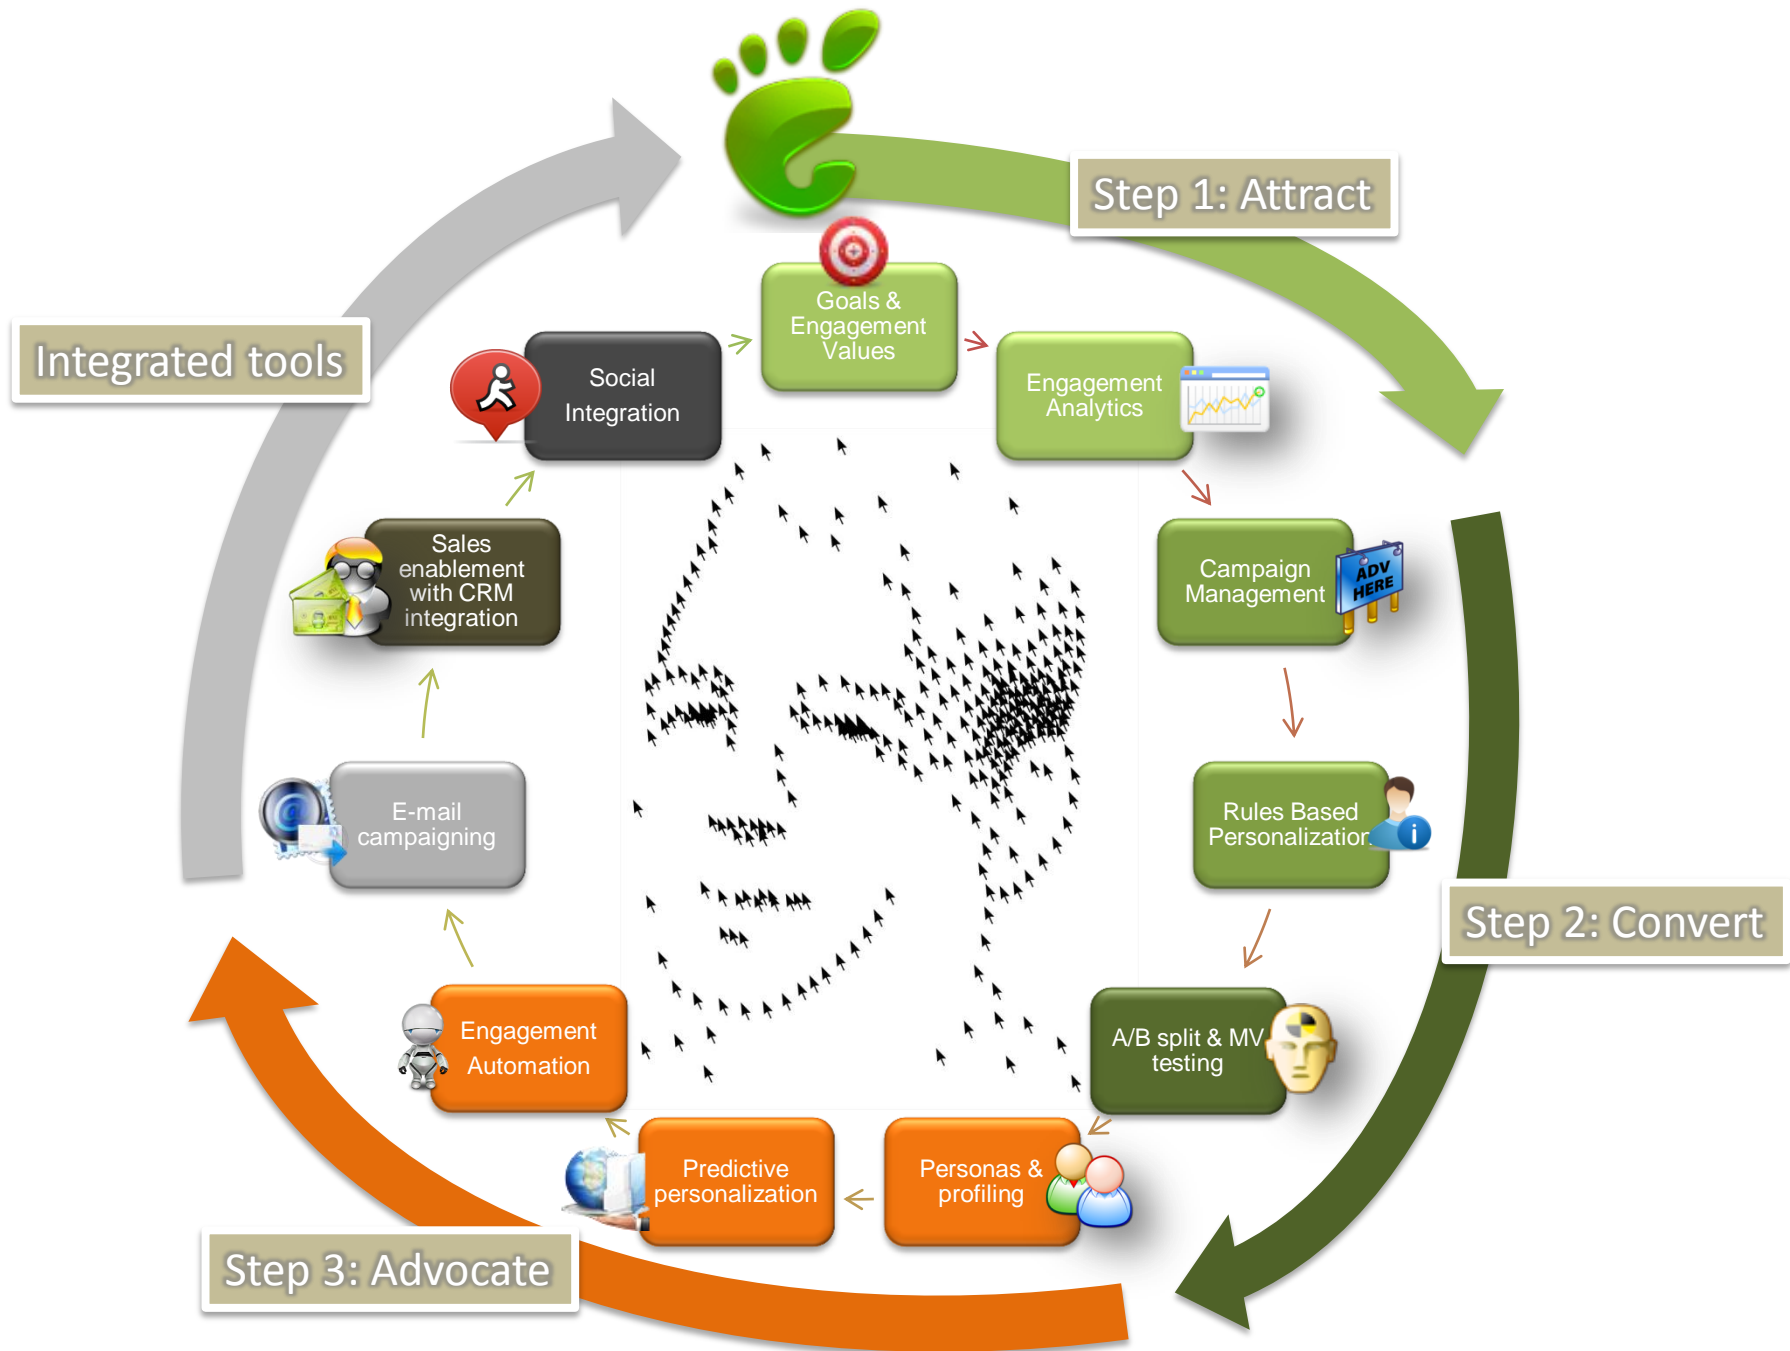 Step 1: Attract
Goals &
Engagement
Values
Integrated tools
Social
Integration
Engagement
Analytics
Sales
enablement
with CRM
integration
Campaign
Management
ADV
HERE
E-mail
campaigning
@
Rules Based
Personalization
i
Step 2: Convert
Engagement
Automation
A/B split & MV
testing
Predictive
personalization
Personas &
profiling
Step 3: Advocate